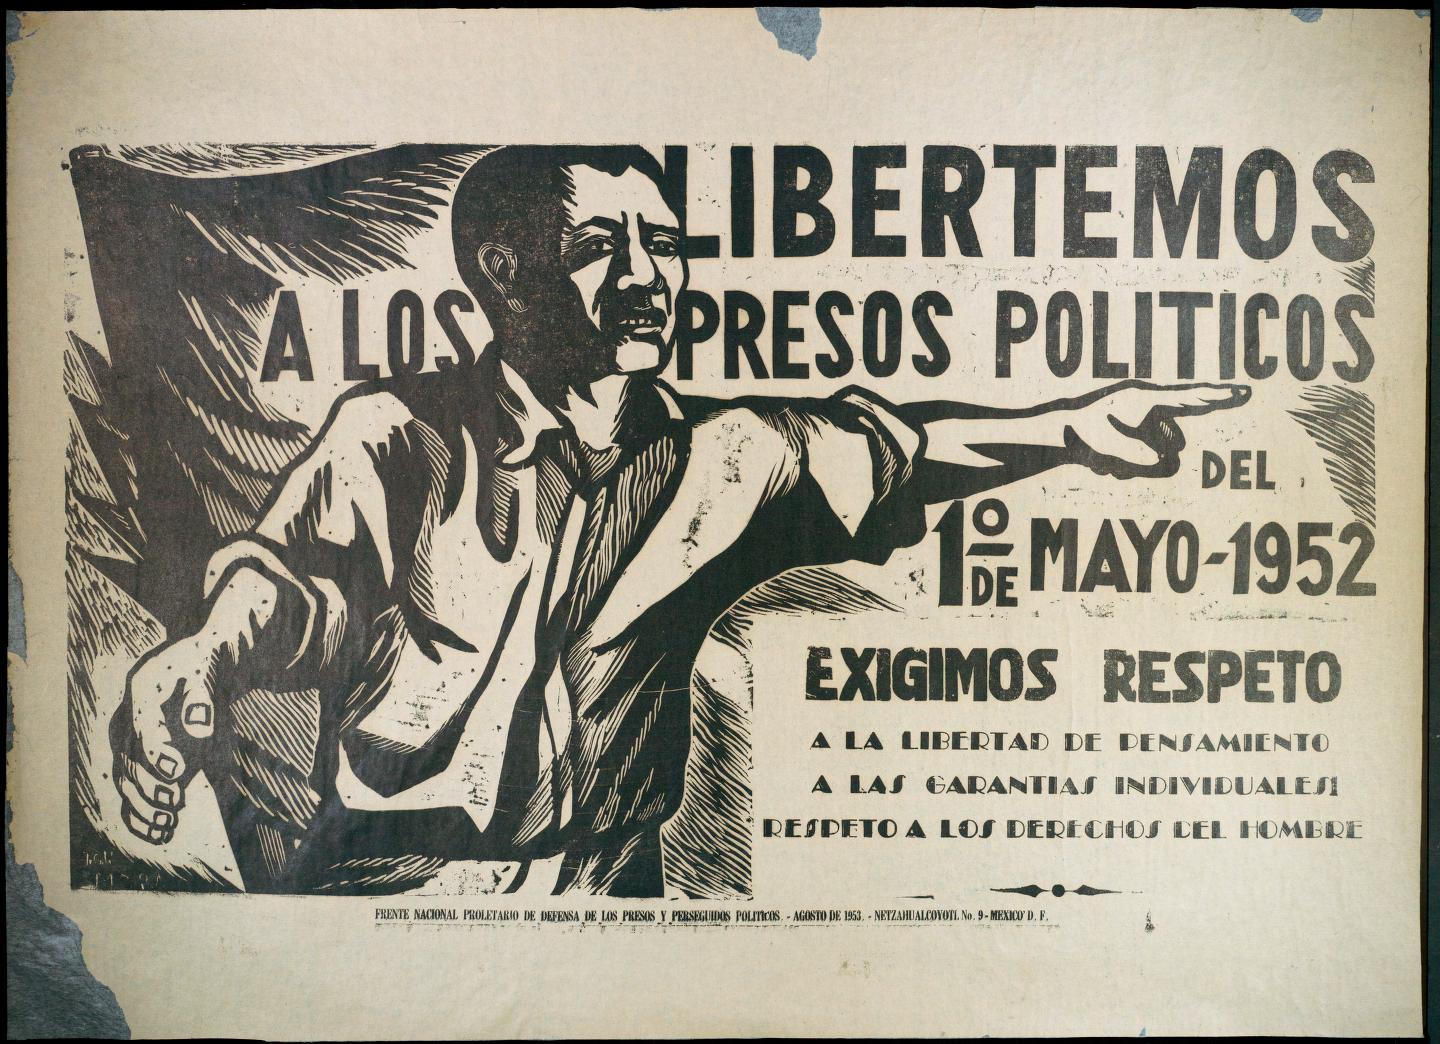 LIBERTEMOS
A LOS PRESOS POLITICOS
DEL
1º DE MAYO-1952
EXIGIMOS RESPETO
A LA LIBERTAD DE PENSAMIENTO
A LAS GARANTIAS INDIVIDUALES!
RESPETO A LOS DERECHOS DEL HOMBRE
FRENTE NACIONAL PROLETARIO DE DEFENSA DE LOS PRESOS Y PERSEGUIDOS POLITICOS. - AGOSTO DE 1953. - NETZAHUALCOYOTL No. 9 - MEXICO D. F.